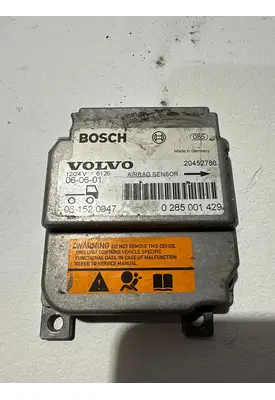 BOSCH
Made in Germany
VOLVO
20452786
12/24 V
AIRBAG SENSOR
06-06-01
06 152 0047
0 285 001 429
WARNING DO NOT REMOVE THIS DEVICE.
THIS UNIT CONTAINS VEHICLE SPECIFIC
FUNCTIONAL DATA. IN CASE OF MALFUNCTION
REFER TO SERVICE MANUAL.